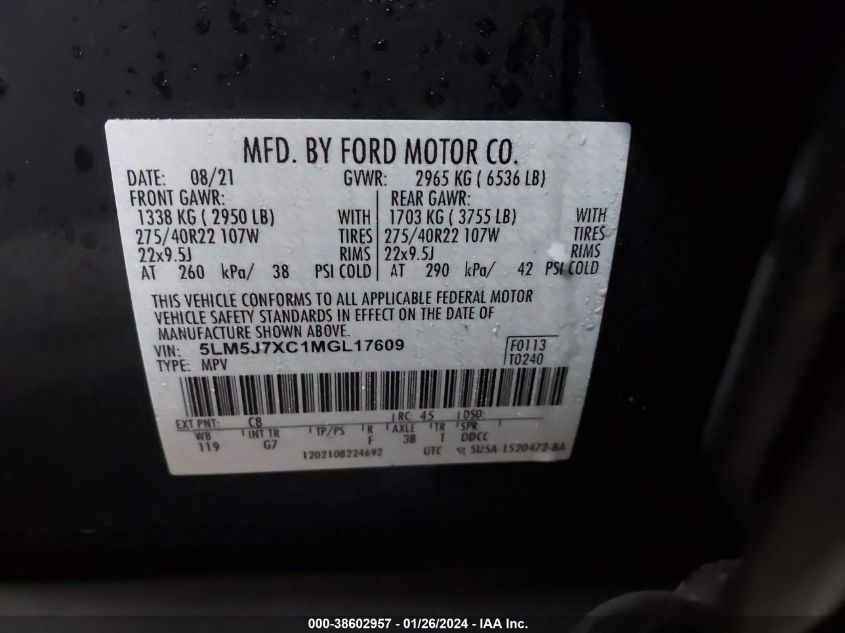 MFD. BY FORD MOTOR CO.
DATE: 08/21 GVWR: 2965 KG ( 6536 LB)
FRONT GAWR: REAR GAWR:
1338 KG ( 2950 LB) WITH 1703 KG ( 3755 LB) WITH
275/40R22 107W TIRES 275/40R22 107W TIRES
22x9.5J RIMS 22x9.5J RIMS
AT 260 kPa/ 38 PSI COLD AT 290 kPa/ 42 PSI COLD
THIS VEHICLE CONFORMS TO ALL APPLICABLE FEDERAL MOTOR
VEHICLE SAFETY STANDARDS IN EFFECT ON THE DATE OF
MANUFACTURE SHOWN ABOVE.
VIN: 5LM5J7XC1MGL17609 F0113
TYPE: MPV T0240
EXT PNT: C8 RC: 45 DSO:
WB INT TR TP/PS R AXLE TR SPR
119 G7 F 3B T DDCC
1202108224692 UTC 5U5A-1520472-BA
000-38602957 - 01/26/2024 - IAAI Inc.